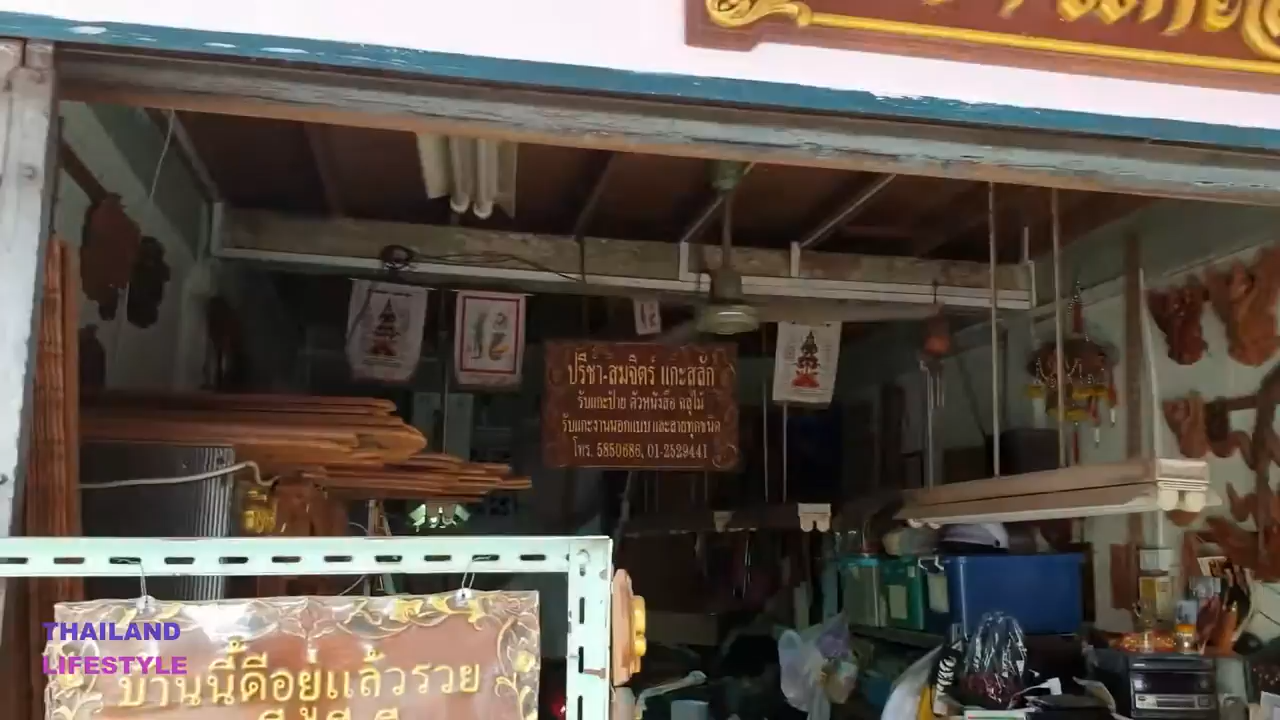 ปรีชา-สมจิตร์ แกะสลัก
รับแกะป้าย ตัวหนังสือ ฉลุไม้
รับแกะงานนอกแบบ และลายทุกชนิด
โทร. 5850686, 01-2529441
THAILAND
LIFESTYLE
บ้านนี้ดีอยู่แล้วรวย